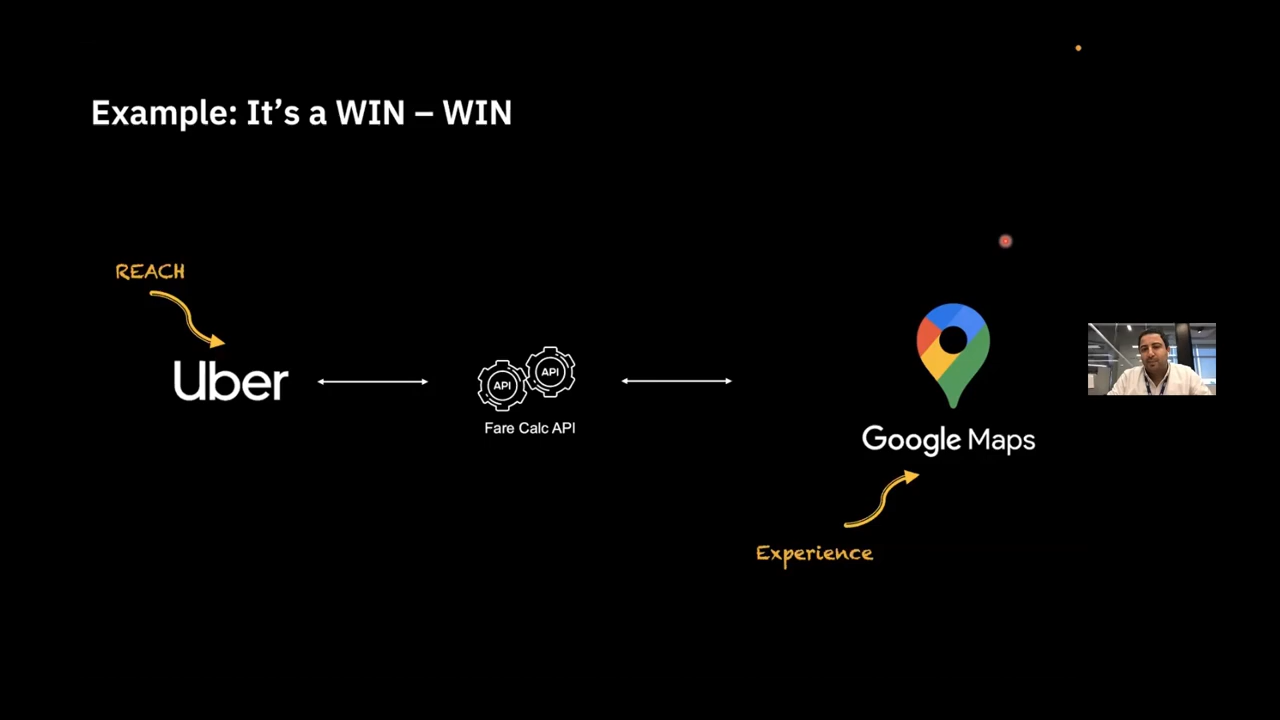 Example: It’s a WIN – WIN
REACH
Uber
API
API
Fare Calc API
Google Maps
Experience